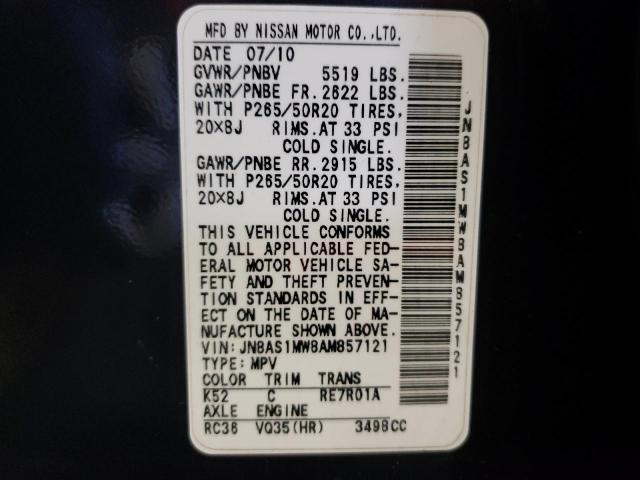 MFD BY NISSAN MOTOR CO.,LTD.
DATE 07/10
GVWR/PNBV 5519 LBS.
GAWR/PNBE FR. 2622 LBS.
WITH P265/50R20 TIRES,
20×8J RIMS.AT 33 PSI
COLD SINGLE.
GAWR/PNBE RR. 2915 LBS.
WITH P265/50R20 TIRES,
20×8J RIMS.AT 33 PSI
COLD SINGLE.
THIS VEHICLE CONFORMS
TO ALL APPLICABLE FED-
ERAL MOTOR VEHICLE SA-
FETY AND THEFT PREVEN-
TION STANDARDS IN EFF-
ECT ON THE DATE OF MA-
NUFACTURE SHOWN ABOVE.
VIN: JN8AS1MW8AM857121
TYPE: MPV
COLOR TRIM TRANS
K52 C RE7R01A
AXLE ENGINE
RC36 VQ35(HR) 3498CC
JN8AS1MW8AM857121